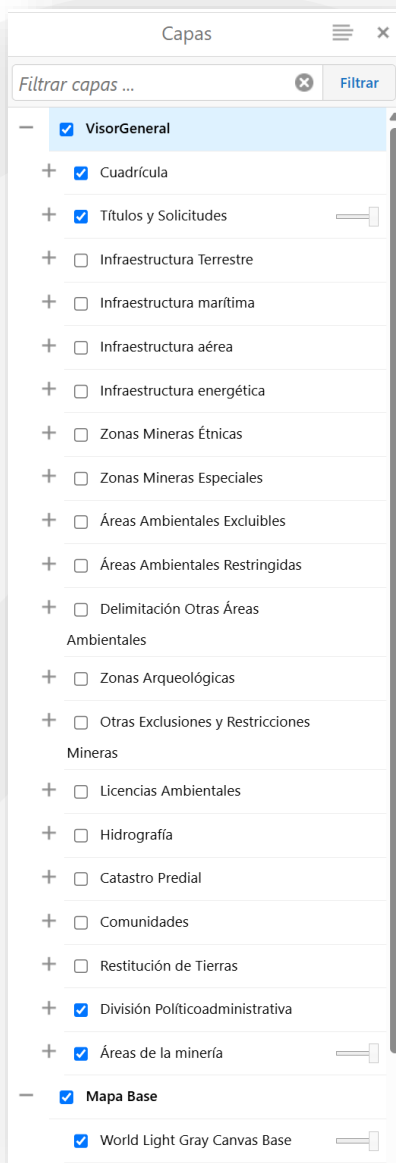 Capas
Filtrar capas ...
Filtrar
VisorGeneral
Cuadrícula
Títulos y Solicitudes
Infraestructura Terrestre
Infraestructura marítima
Infraestructura aérea
Infraestructura energética
Zonas Mineras Étnicas
Zonas Mineras Especiales
Áreas Ambientales Excluibles
Áreas Ambientales Restringidas
Delimitación Otras Áreas
Ambientales
Zonas Arqueológicas
Otras Exclusiones y Restricciones
Mineras
Licencias Ambientales
Hidrografía
Catastro Predial
Comunidades
Restitución de Tierras
División Políticoadministrativa
Áreas de la minería
Mapa Base
World Light Gray Canvas Base